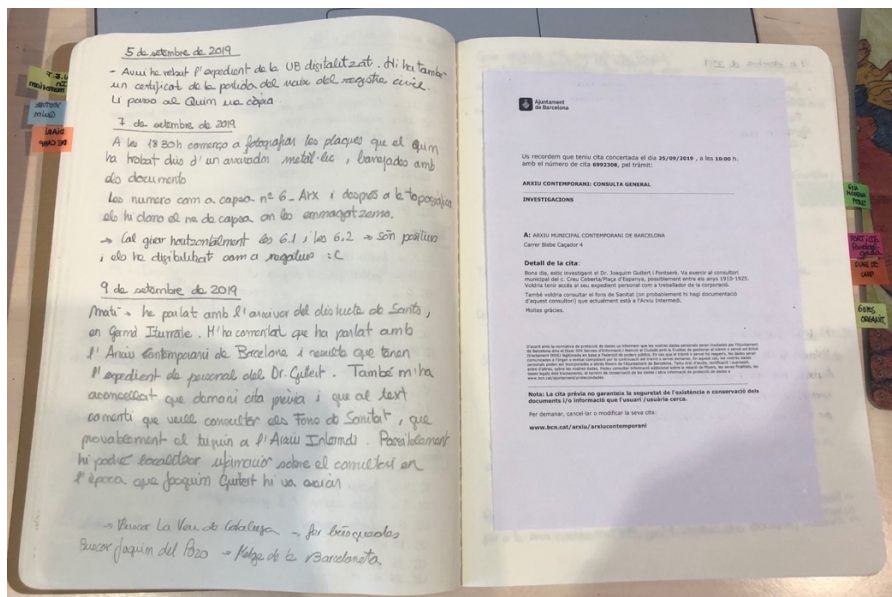 5 de setembre de 2019
- Avui he rebut l'expedient de la UB digitalitzat. Hi ha també
un certificat de la partida del naix del registre civil.
Li passo al Quim una còpia
7 de setembre de 2019
A les 18 30h començo a fotografiar les plaques que el Quim
ha trobat dins d'un arxivador metàl·lic, barrejades amb
els documents
Les numero com a capsa nº 6_Arx i després a la topogràfica
els hi dono el nº de capsa on les emmagatzemo.
→ Cal girar horitzontalment les 6.1 i les 6.2 → són positius
i els he digitalitzat com a negatius :C
9 de setembre de 2019
Matí - he parlat amb l'arxiver del districte de Sants,
en Germà Iturrate. M'ha comentat que ha parlat amb
l'Arxiu Contemporani de Barcelona i resulta que tenen
l'expedient de personal del Dr. Guitert. També m'ha
aconsellat que demani cita prèvia i que al text
comenti que vull consultar els Fons de Sanitat, que
provablement el tinguin a l'Arxiu Intermdi. Possiblement
hi podré localitzar informació sobre el consultori en
l'època que Joaquim Guitert hi va exercir
→ Buscar La Veu de Catalunya → fer búsquedes
Buscar Joaquim del Pozo → Metge de la Barceloneta
Ajuntament
de Barcelona
Us recordem que teniu cita concertada el dia 25/09/2019 , a les 10:00 h.
amb el número de cita 6992308, pel tràmit:
ARXIU CONTEMPORANI: CONSULTA GENERAL
INVESTIGACIONS
A: ARXIU MUNICIPAL CONTEMPORANI DE BARCELONA
Carrer Bisbe Caçador 4
Detall de la cita:
Bona dia, estic investigant el Dr. Joaquim Guitert i Fontseré. Va exercir al consultori
municipal del c. Creu Coberta/Plaça d'Espanya, possiblement entre els anys 1910-1925.
Voldria tenir accés al seu expedient personal com a treballador de la corporació.
També voldria consultar el fons de Sanitat (on probablement hi hagi documentació
d'aquest consultori) que actualment està a l'Arxiu Intermedi.
Moltes gràcies.
Nota: La cita prèvia no garanteix la seguretat de l'existència o conservació dels
documents i/o informació que l'usuari /usuària cerca.
Per demanar, cancel·lar o modificar la seva cita:
www.bcn.cat/arxiu/arxiucontemporani